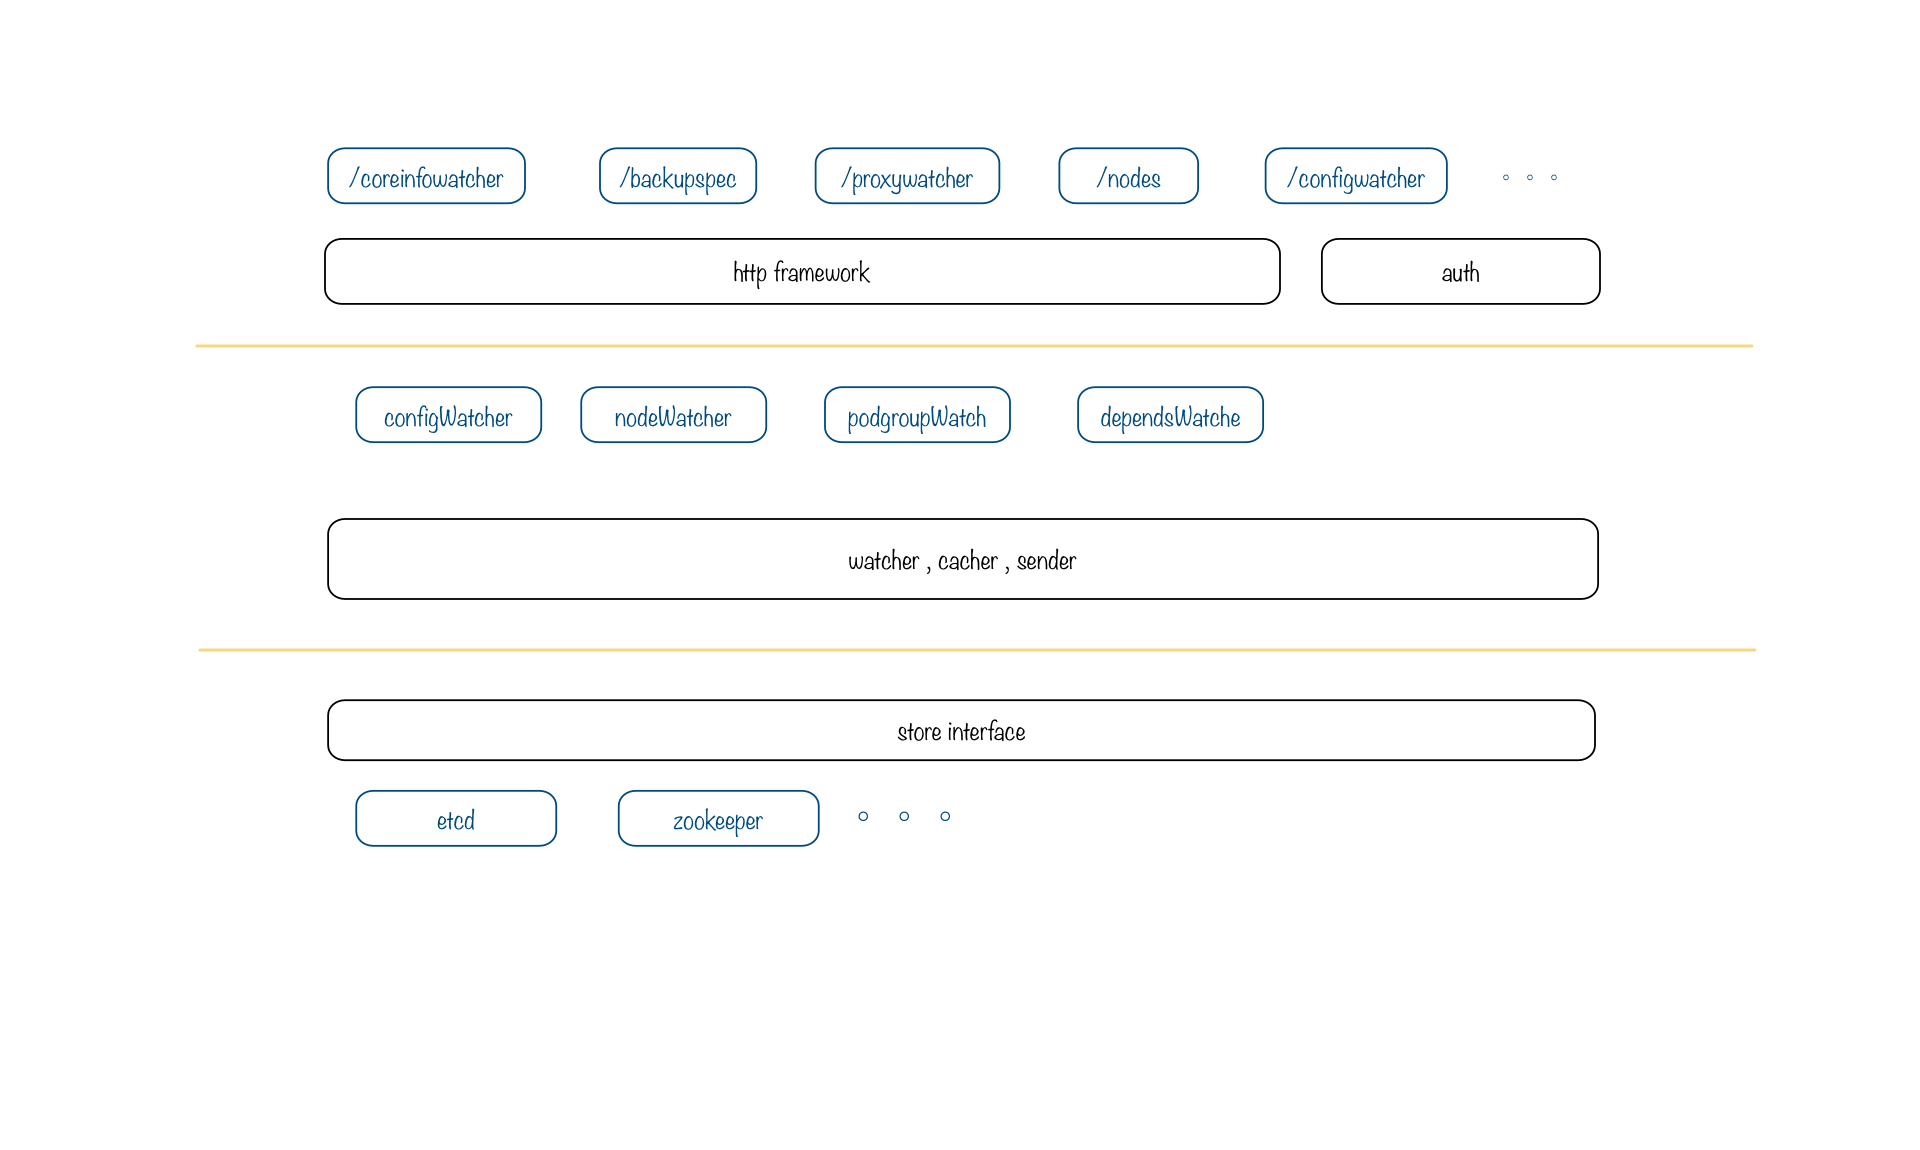 /coreinfowatcher
/backupspec
/proxywatcher
/nodes
/configwatcher
http framework
auth
configWatcher
nodeWatcher
podgroupWatch
dependsWatche
watcher , cacher , sender
store interface
etcd
zookeeper